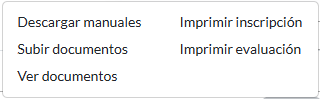 Descargar manuales
Subir documentos
Ver documentos
Imprimir inscripción
Imprimir evaluación